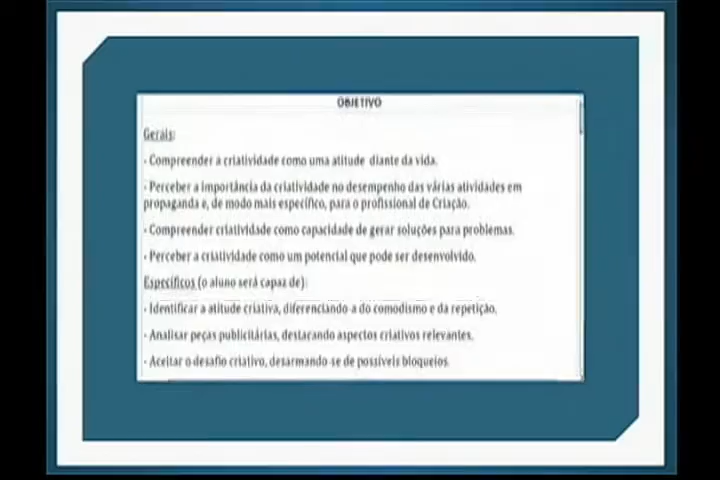 OBJETIVO
Gerais:
- Compreender a criatividade como uma atitude diante da vida.
- Perceber a importância da criatividade no desempenho das várias atividades em
propaganda e, de modo mais específico, para o profissional de Criação.
- Compreender criatividade como capacidade de gerar soluções para problemas.
- Perceber a criatividade como um potencial que pode ser desenvolvido.
Específicos (o aluno será capaz de):
- Identificar a atitude criativa, diferenciando-a do comodismo e da repetição.
- Analisar peças publicitárias, destacando aspectos criativos relevantes.
- Aceitar o desafio criativo, desarmando-se de possíveis bloqueios.